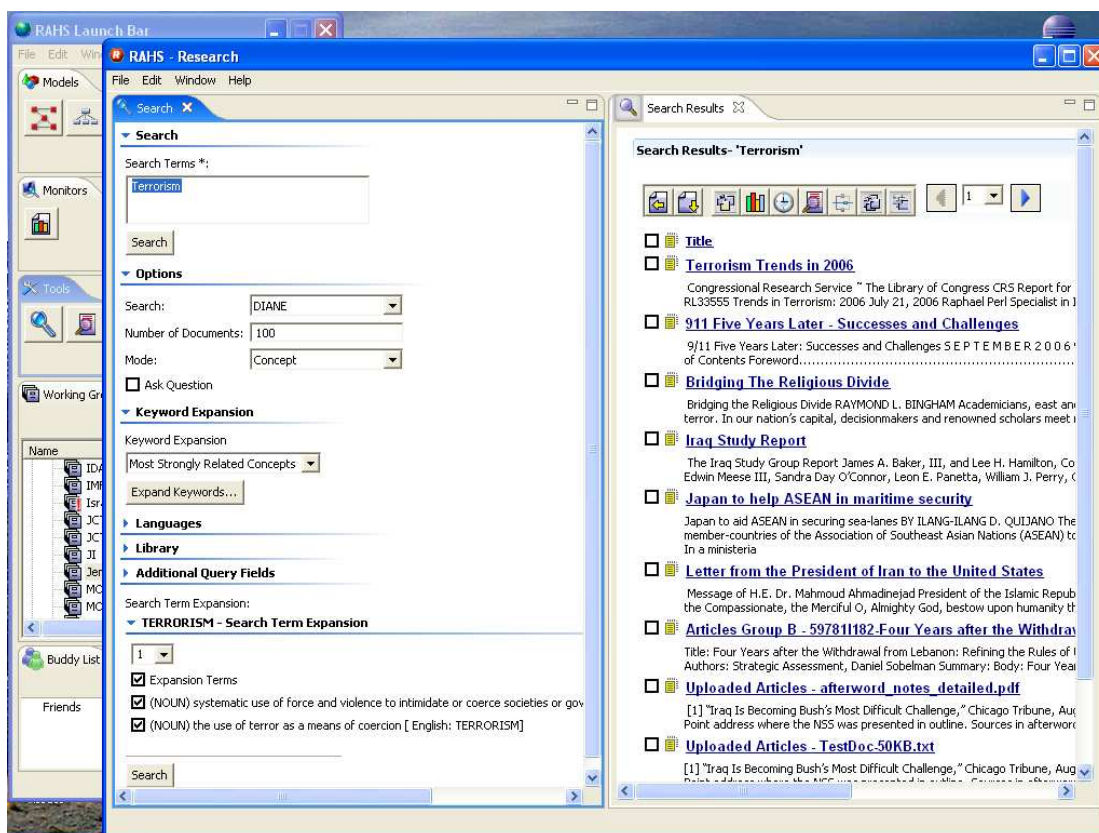 RAHS Launch Bar
File Edit
Models
Monitors
Tools
Working
Name
JI
MO
Buddy List
Friends
RAHS - Research
File Edit Window Help
Search
Search
Search Terms *:
Terrorism
Search
Options
Search: DIANE
Number of Documents: 100
Mode: Concept
Ask Question
Keyword Expansion
Keyword Expansion
Most Strongly Related Concepts
Expand Keywords...
Languages
Library
Additional Query Fields
Search Term Expansion:
TERRORISM - Search Term Expansion
1
Expansion Terms
(NOUN) systematic use of force and violence to intimidate or coerce societies or gov
(NOUN) the use of terror as a means of coercion [ English: TERRORISM]
Search
Search Results
Search Results- 'Terrorism'
1
Title
Terrorism Trends in 2006
Congressional Research Service ~ The Library of Congress CRS Report for
RL33555 Trends in Terrorism: 2006 July 21, 2006 Raphael Perl Specialist in
911 Five Years Later - Successes and Challenges
9/11 Five Years Later: Successes and Challenges S E P T E M B E R 2 0 0 6
of Contents Foreword
Bridging The Religious Divide
Bridging the Religious Divide RAYMOND L. BINGHAM Academicians, east and
terror. In our nation's capital, decisionmakers and renowned scholars meet
Iraq Study Report
The Iraq Study Group Report James A. Baker, III, and Lee H. Hamilton, Co
Edwin Meese III, Sandra Day O'Connor, Leon E. Panetta, William J. Perry,
Japan to help ASEAN in maritime security
Japan to aid ASEAN in securing sea-lanes BY ILANG-ILANG D. QUIJANO The
member-countries of the Association of Southeast Asian Nations (ASEAN) to
In a ministeria
Letter from the President of Iran to the United States
Message of H.E. Dr. Mahmoud Ahmadinejad President of the Islamic Repub
the Compassionate, the Merciful O, Almighty God, bestow upon humanity th
Articles Group B - 59781I182-Four Years after the Withdraw
Title: Four Years after the Withdrawal from Lebanon: Refining the Rules of
Authors: Strategic Assessment, Daniel Sobelman Summary: Body: Four Year
Uploaded Articles - afterword_notes_detailed.pdf
[1] "Iraq Is Becoming Bush's Most Difficult Challenge," Chicago Tribune, Aug
Point address where the NSS was presented in outline. Sources in afterword
Uploaded Articles - TestDoc-50KB.txt
[1] "Iraq Is Becoming Bush's Most Difficult Challenge," Chicago Tribune, Aug